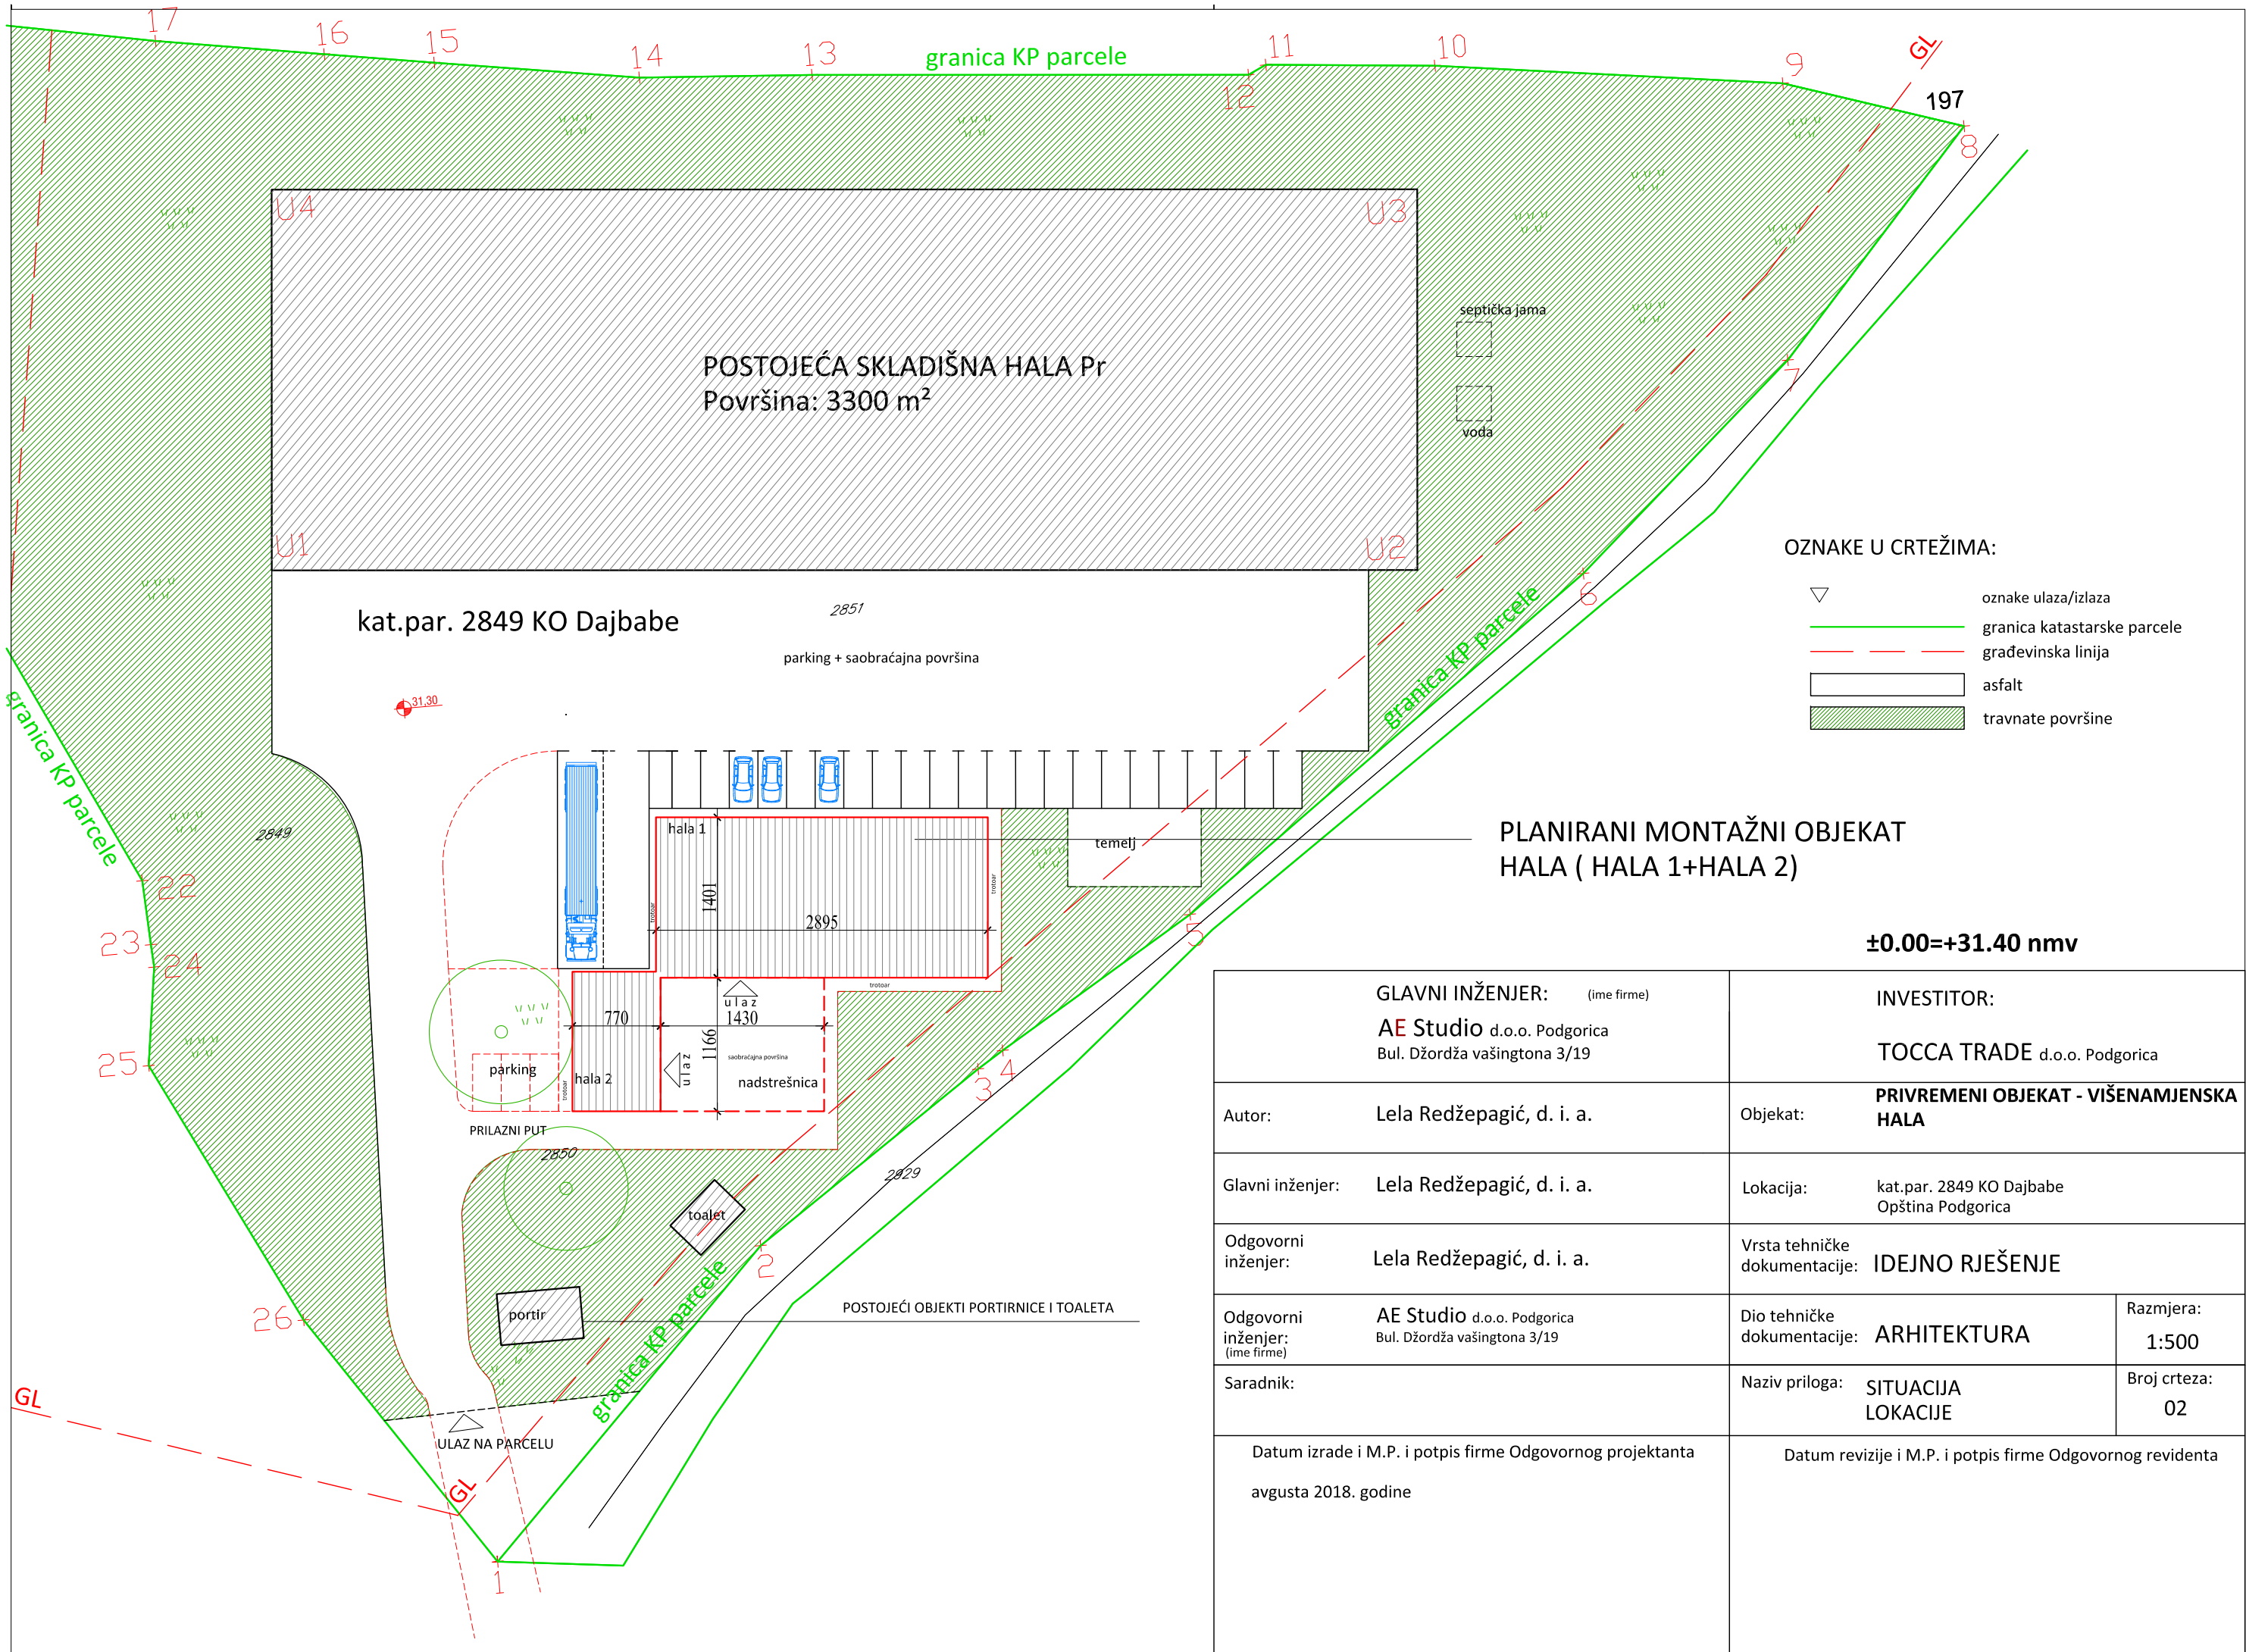 17
16
15
14
13
granica KP parcele
11
12
10
9
GL
197
8
U4
U3
septička jama
POSTOJEĆA SKLADIŠNA HALA Pr
Površina: 3300 m²
7
voda
U1
U2
OZNAKE U CRTEŽIMA:
oznake ulaza/izlaza
granica katastarske parcele
građevinska linija
asfalt
travnate površine
6
granica KP parcele
kat.par. 2849 KO Dajbabe
2851
parking + saobraćajna površina
31,30
granica KP parcele
2849
hala 1
temelj
PLANIRANI MONTAŽNI OBJEKAT
HALA ( HALA 1+HALA 2)
22
1401
trotoar
trotoar
2895
23
24
5
±0.00=+31.40 nmv
trotoar
ulaz
770
1430
1166
saobraćajna površina
25
parking
hala 2
ulaz
nadstrešnica
trotoar
4
3
PRILAZNI PUT
2850
2929
toalet
2
26
portir
POSTOJEĆI OBJEKTI PORTIRNICE I TOALETA
granica KP parcele
GL
ULAZ NA PARCELU
GL
1
GLAVNI INŽENJER: (ime firme)
AE Studio d.o.o. Podgorica
Bul. Džordža vašingtona 3/19
INVESTITOR:
TOCCA TRADE d.o.o. Podgorica
Autor: Lela Redžepagić, d. i. a.
Objekat: PRIVREMENI OBJEKAT - VIŠENAMJENSKA
HALA
Glavni inženjer: Lela Redžepagić, d. i. a.
Lokacija: kat.par. 2849 KO Dajbabe
Opština Podgorica
Odgovorni
inženjer: Lela Redžepagić, d. i. a.
Vrsta tehničke
dokumentacije: IDEJNO RJEŠENJE
Odgovorni
inženjer:
(ime firme)
AE Studio d.o.o. Podgorica
Bul. Džordža vašingtona 3/19
Dio tehničke
dokumentacije: ARHITEKTURA
Razmjera:
1:500
Saradnik:
Naziv priloga: SITUACIJA
LOKACIJE
Broj crteza:
02
Datum izrade i M.P. i potpis firme Odgovornog projektanta
avgusta 2018. godine
Datum revizije i M.P. i potpis firme Odgovornog revidenta